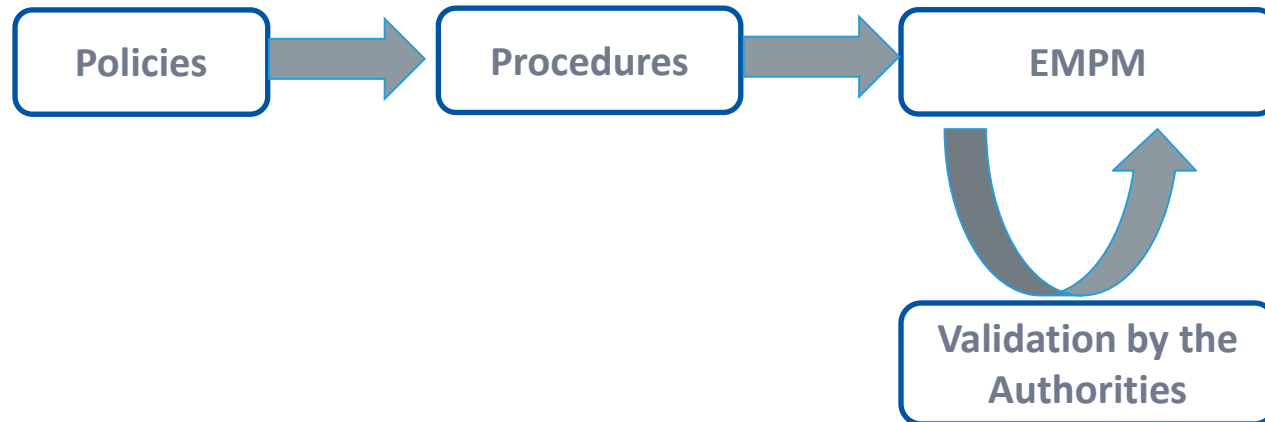 Policies
Procedures
EMPM
Validation by the
Authorities